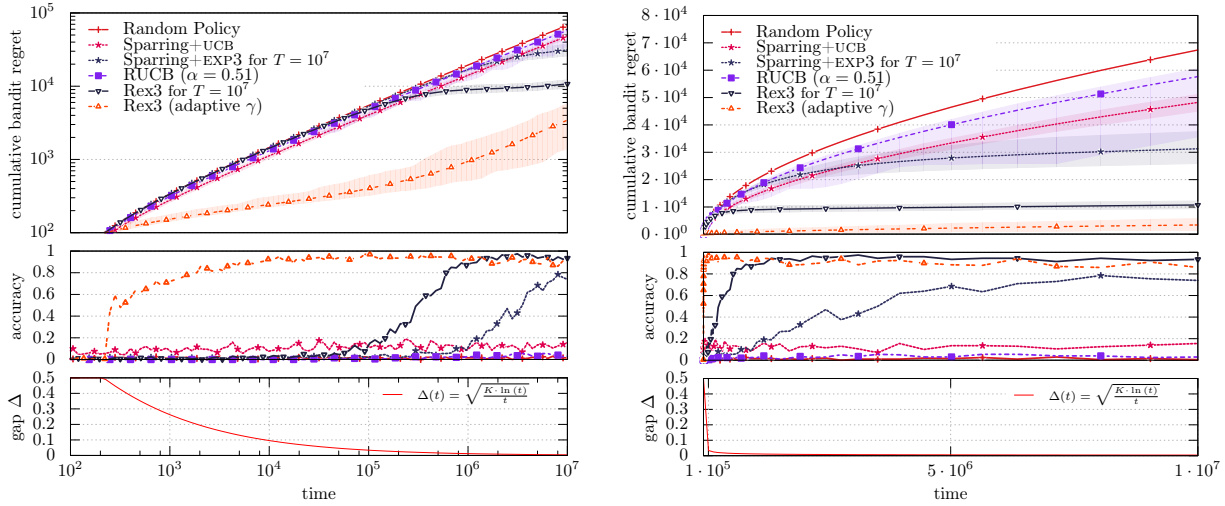 cumulative bandit regret
10^5
10^4
10^3
10^2
Random Policy
Sparring+UCB
Sparring+EXP3 for T = 10^7
RUCB (α = 0.51)
Rex3 for T = 10^7
Rex3 (adaptive γ)
accuracy
1
0.8
0.6
0.4
0.2
0
gap Δ
0.5
0.4
0.3
0.2
0.1
0
Δ(t) = √(K·ln (t)/t)
10^2 10^3 10^4 10^5 10^6 10^7
time
cumulative bandit regret
8 · 10^4
7 · 10^4
6 · 10^4
5 · 10^4
4 · 10^4
3 · 10^4
2 · 10^4
1 · 10^4
0 · 10^0
Random Policy
Sparring+UCB
Sparring+EXP3 for T = 10^7
RUCB (α = 0.51)
Rex3 for T = 10^7
Rex3 (adaptive γ)
accuracy
1
0.8
0.6
0.4
0.2
0
gap Δ
0.5
0.4
0.3
0.2
0.1
0
Δ(t) = √(K·ln (t)/t)
1 · 10^5 5 · 10^6 1 · 10^7
time